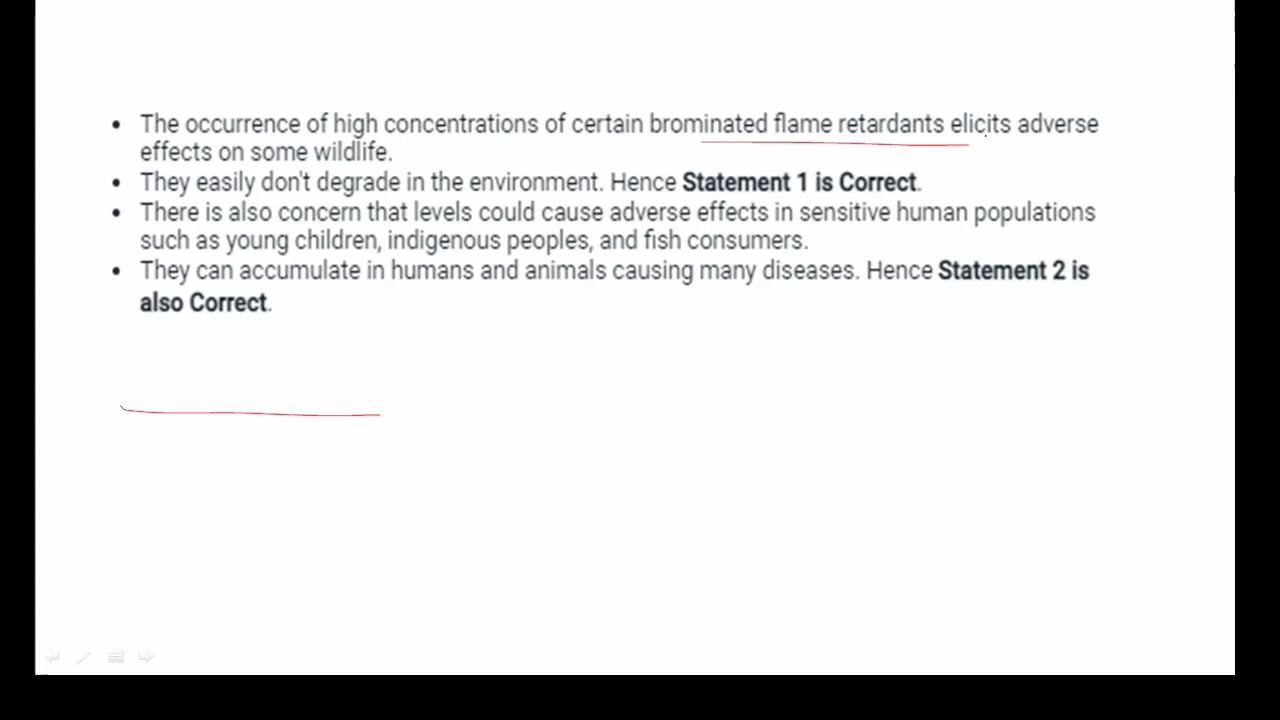 • The occurrence of high concentrations of certain brominated flame retardants elicits adverse
effects on some wildlife.
• They easily don't degrade in the environment. Hence Statement 1 is Correct.
• There is also concern that levels could cause adverse effects in sensitive human populations
such as young children, indigenous peoples, and fish consumers.
• They can accumulate in humans and animals causing many diseases. Hence Statement 2 is
also Correct.